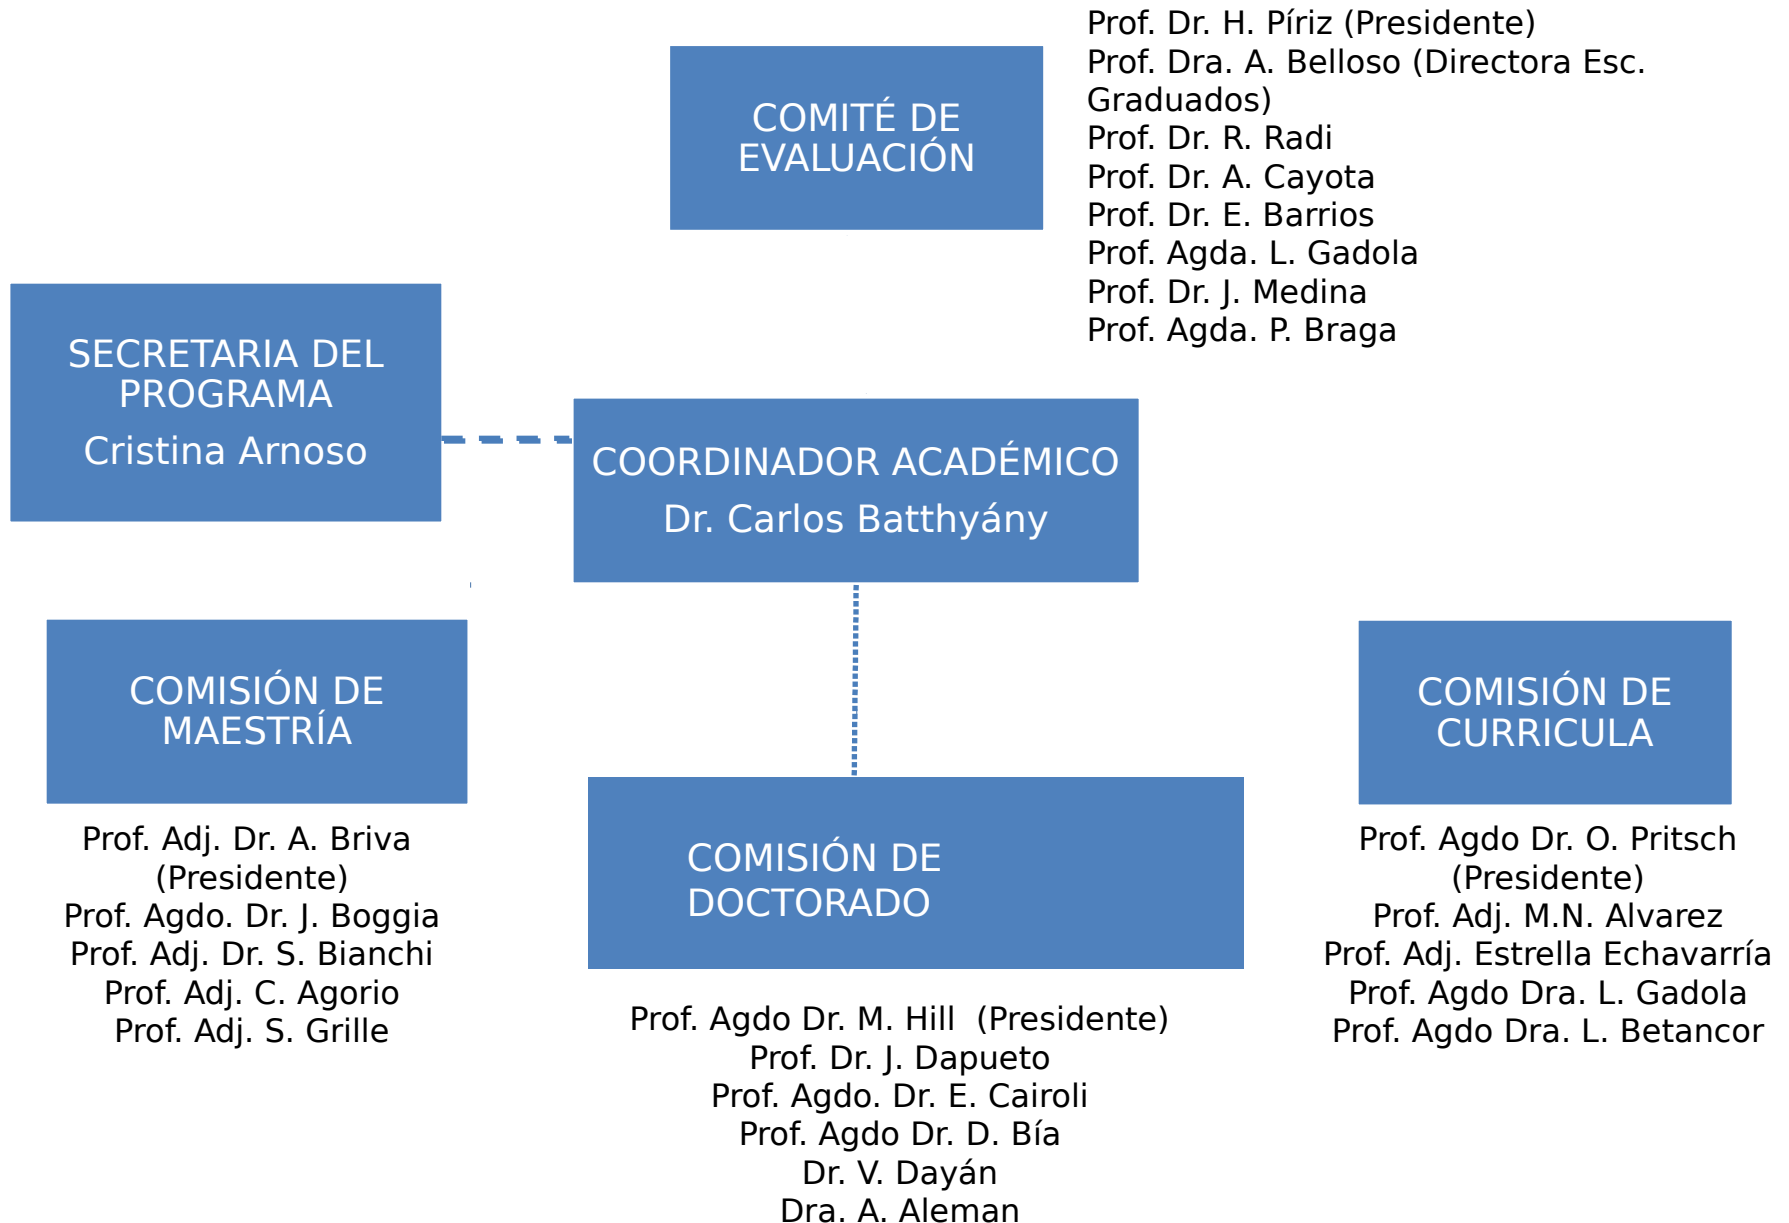 Prof. Dr. H. Píriz (Presidente)
Prof. Dra. A. Belloso (Directora Esc.
Graduados)
Prof. Dr. R. Radi
Prof. Dr. A. Cayota
Prof. Dr. E. Barrios
Prof. Agda. L. Gadola
Prof. Dr. J. Medina
Prof. Agda. P. Braga
COMITÉ DE
EVALUACIÓN
SECRETARIA DEL
PROGRAMA
Cristina Arnoso
COORDINADOR ACADÉMICO
Dr. Carlos Batthyány
COMISIÓN DE
MAESTRÍA
Prof. Adj. Dr. A. Briva
(Presidente)
Prof. Agdo. Dr. J. Boggia
Prof. Adj. Dr. S. Bianchi
Prof. Adj. C. Agorio
Prof. Adj. S. Grille
COMISIÓN DE
DOCTORADO
Prof. Agdo Dr. M. Hill  (Presidente)
Prof. Dr. J. Dapueto
Prof. Agdo. Dr. E. Cairoli
Prof. Agdo Dr. D. Bía
Dr. V. Dayán
Dra. A. Aleman
COMISIÓN DE
CURRICULA
Prof. Agdo Dr. O. Pritsch
(Presidente)
Prof. Adj. M.N. Alvarez
Prof. Adj. Estrella Echavarría
Prof. Agdo Dra. L. Gadola
Prof. Agdo Dra. L. Betancor